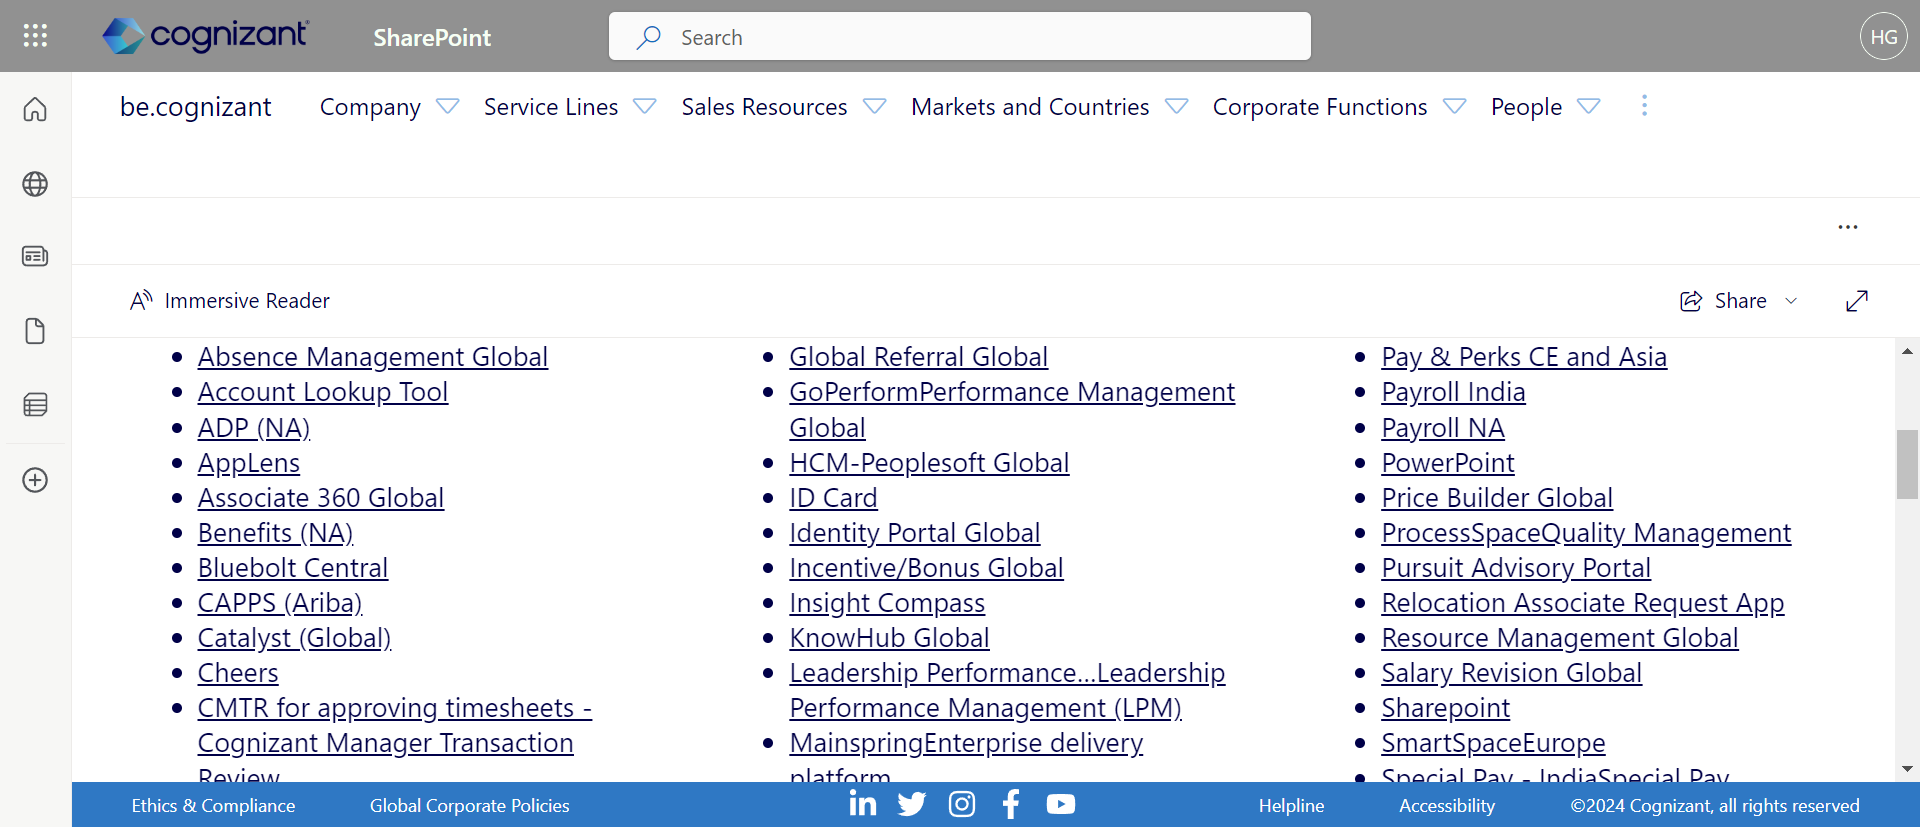 cognizant
SharePoint
Search
HG
be.cognizant
Company
Service Lines
Sales Resources
Markets and Countries
Corporate Functions
People
Immersive Reader
Share
Absence Management Global
Account Lookup Tool
ADP (NA)
AppLens
Associate 360 Global
Benefits (NA)
Bluebolt Central
CAPPS (Ariba)
Catalyst (Global)
Cheers
CMTR for approving timesheets -
Cognizant Manager Transaction
Review
Global Referral Global
GoPerformPerformance Management
Global
HCM-Peoplesoft Global
ID Card
Identity Portal Global
Incentive/Bonus Global
Insight Compass
KnowHub Global
Leadership Performance...Leadership
Performance Management (LPM)
MainspringEnterprise delivery
platform
Pay & Perks CE and Asia
Payroll India
Payroll NA
PowerPoint
Price Builder Global
ProcessSpaceQuality Management
Pursuit Advisory Portal
Relocation Associate Request App
Resource Management Global
Salary Revision Global
Sharepoint
SmartSpaceEurope
Special Pay - IndiaSpecial Pay
Ethics & Compliance
Global Corporate Policies
Helpline
Accessibility
©2024 Cognizant, all rights reserved